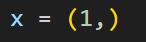 x = (1,)